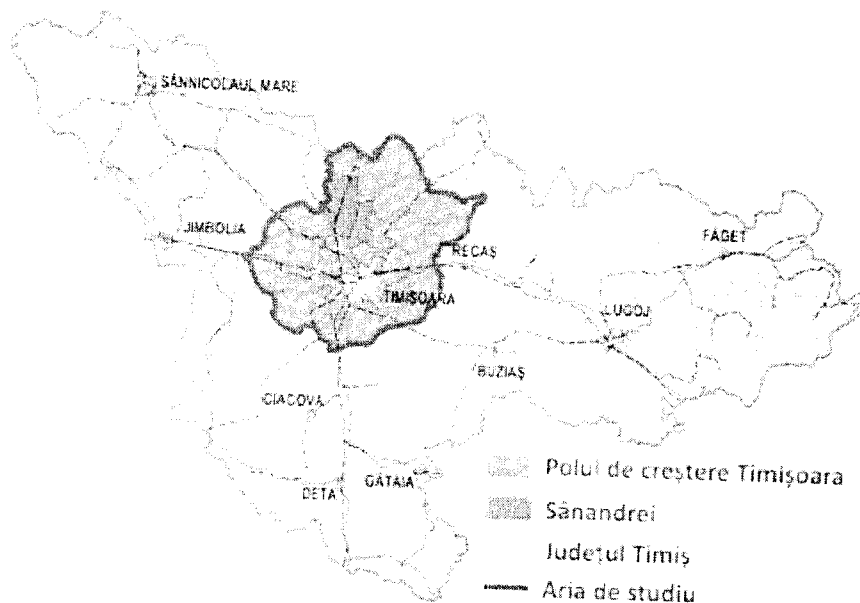 SÂNNICOLAUL MARE
JIMBOLIA
RECAȘ
FĂGET
TIMIȘOARA
LUGOJ
BUZIAȘ
CIACOVA
GĂTAIA
DETA
Polul de creștere Timișoara
Sânandrei
Județul Timiș
Aria de studiu